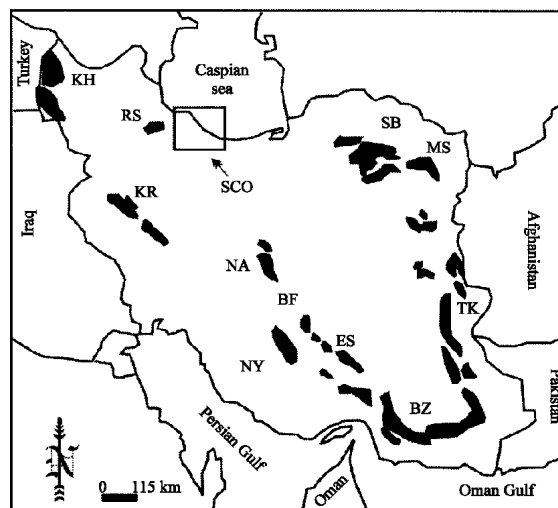 Turkey
KH
Caspian
sea
RS
SCO
SB
MS
KR
Iraq
Afghanistan
NA
BF
TK
NY
ES
BZ
Pakistan
Persian Gulf
Oman
Oman Gulf
N
0 115 km